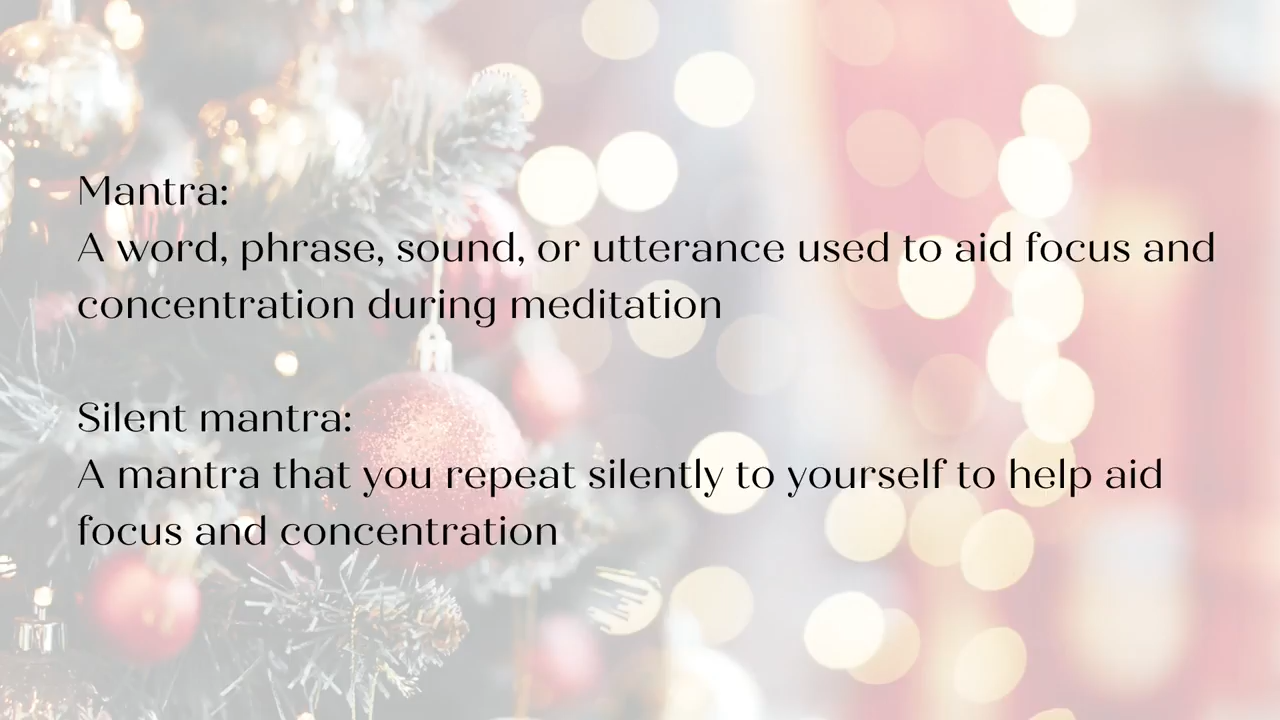 Mantra:
A word, phrase, sound, or utterance used to aid focus and
concentration during meditation
Silent mantra:
A mantra that you repeat silently to yourself to help aid
focus and concentration